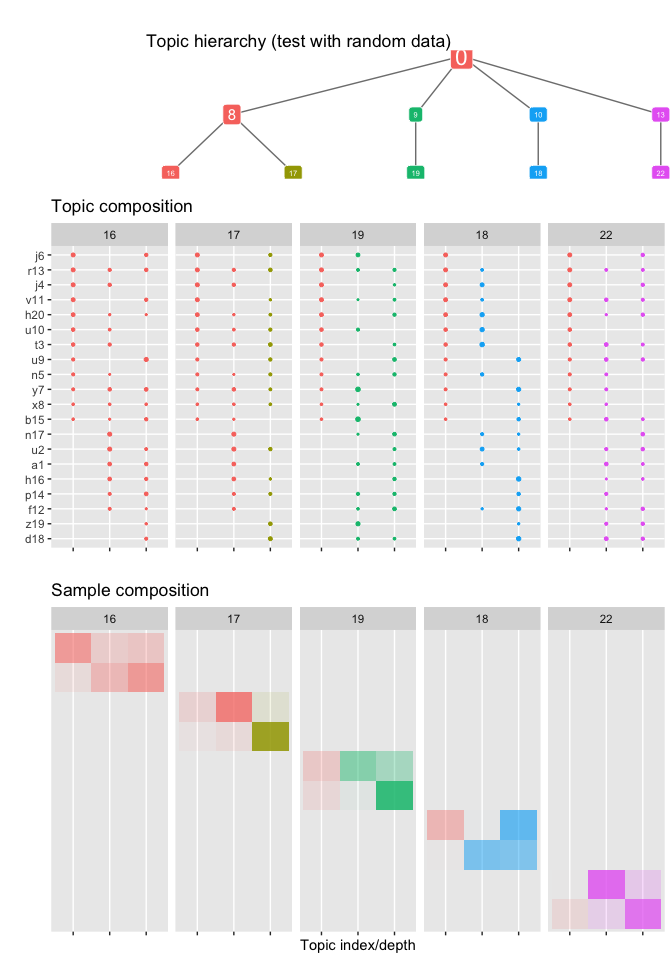 Topic hierarchy (test with random data)
0
8
9
10
13
16
17
19
18
22
Topic composition
16 17 19 18 22
j6
r13
j4
v11
h20
u10
t3
u9
n5
y7
x8
b15
n17
u2
a1
h16
p14
f12
z19
d18
Sample composition
16 17 19 18 22
Topic index/depth